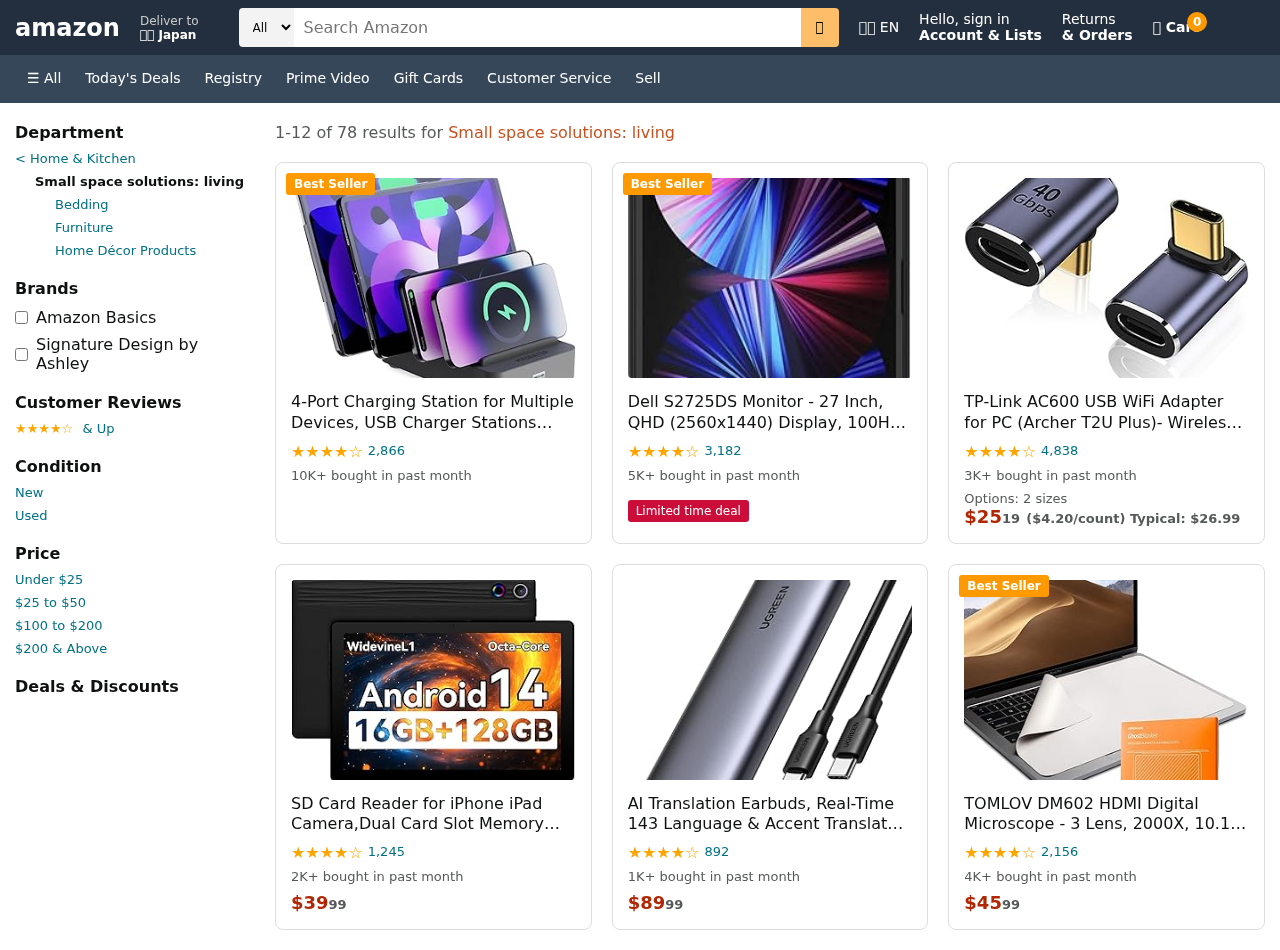 amazon
Deliver to
Japan
All
Search Amazon
EN
Hello, sign in
Account & Lists
Returns
& Orders
0
☰ All
Today's Deals
Registry
Prime Video
Gift Cards
Customer Service
Sell
Department
< Home & Kitchen
Small space solutions: living
Bedding
Furniture
Home Décor Products
Brands
Amazon Basics
Signature Design by
Ashley
Customer Reviews
★★★★☆ & Up
Condition
New
Used
Price
Under $25
$25 to $50
$100 to $200
$200 & Above
Deals & Discounts
1-12 of 78 results for Small space solutions: living
Best Seller
4-Port Charging Station for Multiple
Devices, USB Charger Stations…
★★★★☆ 2,866
10K+ bought in past month
Best Seller
Dell S2725DS Monitor - 27 Inch,
QHD (2560x1440) Display, 100H…
★★★★☆ 3,182
5K+ bought in past month
Limited time deal
40
Gbps
TP-Link AC600 USB WiFi Adapter
for PC (Archer T2U Plus)- Wireles…
★★★★☆ 4,838
3K+ bought in past month
Options: 2 sizes
$2519 ($4.20/count) Typical: $26.99
WidevineL1
Octa-Core
Android 14
16GB+128GB
SD Card Reader for iPhone iPad
Camera,Dual Card Slot Memory…
★★★★☆ 1,245
2K+ bought in past month
$3999
UGREEN
UGREEN
UGREEN
AI Translation Earbuds, Real-Time
143 Language & Accent Translat…
★★★★☆ 892
1K+ bought in past month
$8999
Best Seller
TOMLOV DM602 HDMI Digital
Microscope - 3 Lens, 2000X, 10.1…
★★★★☆ 2,156
4K+ bought in past month
$4599